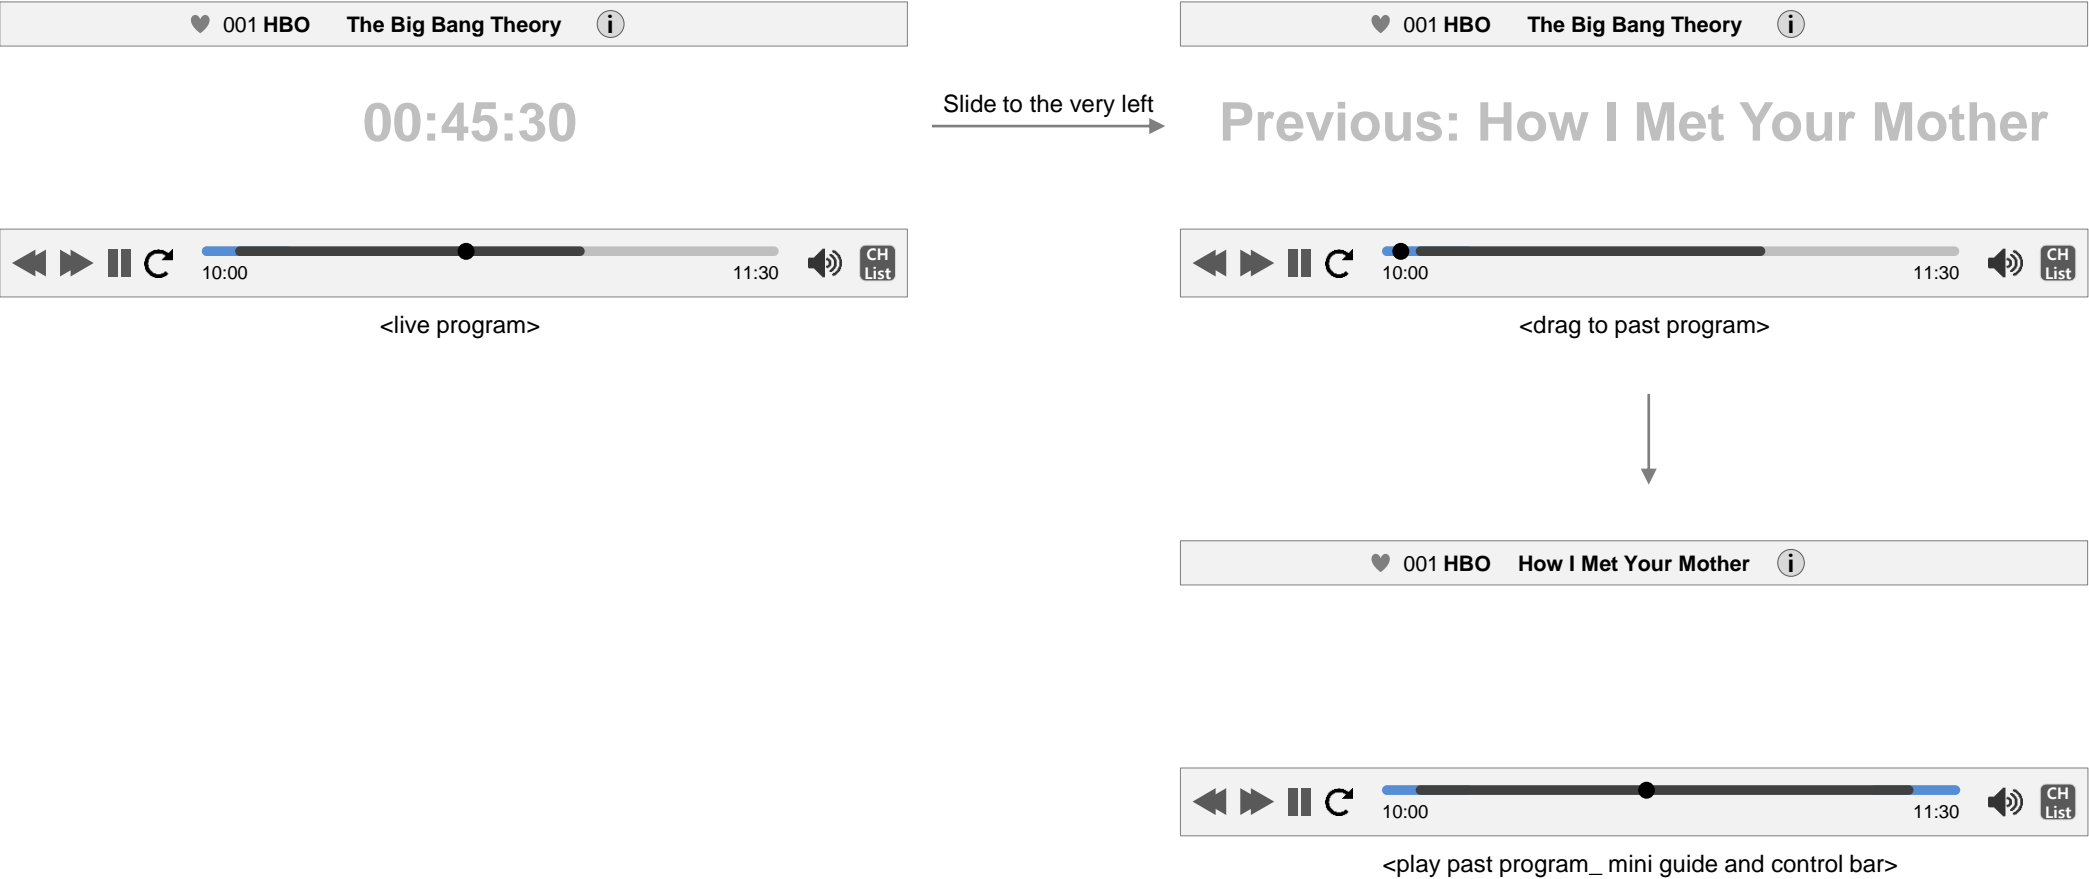 001 HBO The Big Bang Theory i
00:45:30
10:00 11:30
CH
List
<live program>
Slide to the very left
001 HBO The Big Bang Theory i
Previous: How I Met Your Mother
10:00 11:30
CH
List
<drag to past program>
001 HBO How I Met Your Mother i
10:00 11:30
CH
List
<play past program_ mini guide and control bar>